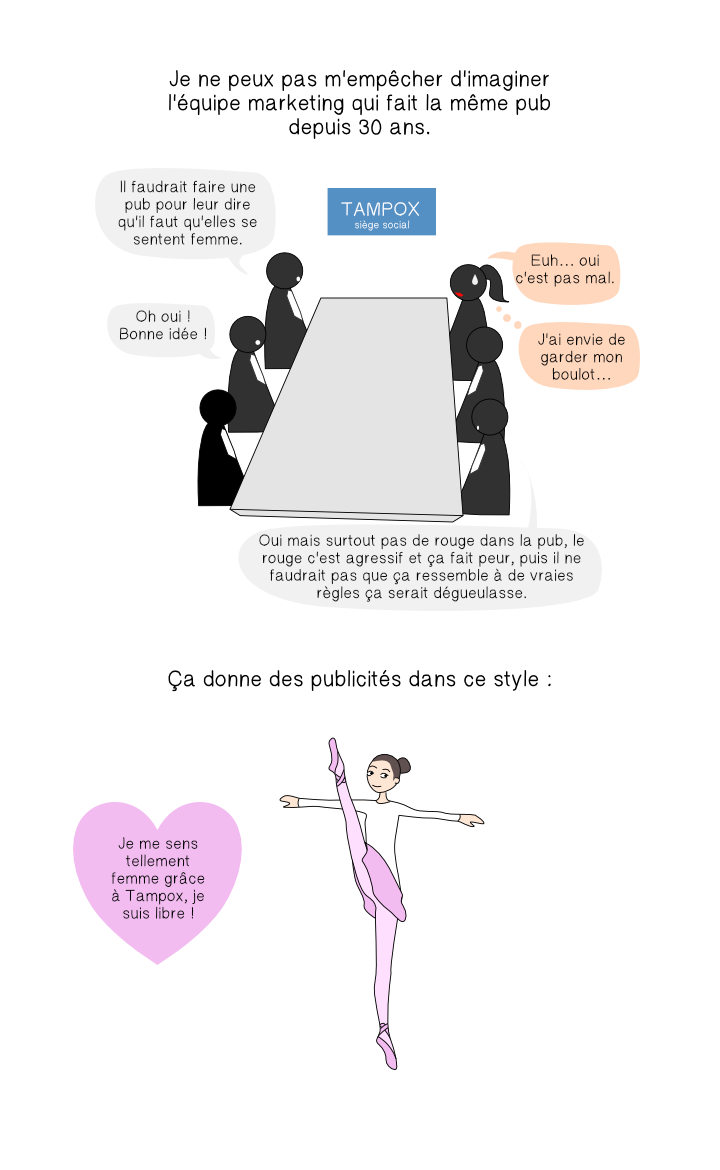 Je ne peux pas m'empêcher d'imaginer
l'équipe marketing qui fait la même pub
depuis 30 ans.
Il faudrait faire une
pub pour leur dire
qu'il faut qu'elles se
sentent femme.
TAMPOX
siège social
Euh... oui
c'est pas mal.
Oh oui !
Bonne idée !
J'ai envie de
garder mon
boulot...
Oui mais surtout pas de rouge dans la pub, le
rouge c'est agressif et ça fait peur, puis il ne
faudrait pas que ça ressemble à de vraies
règles ça serait dégueulasse.
Ça donne des publicités dans ce style :
Je me sens
tellement
femme grâce
à Tampox, je
suis libre !